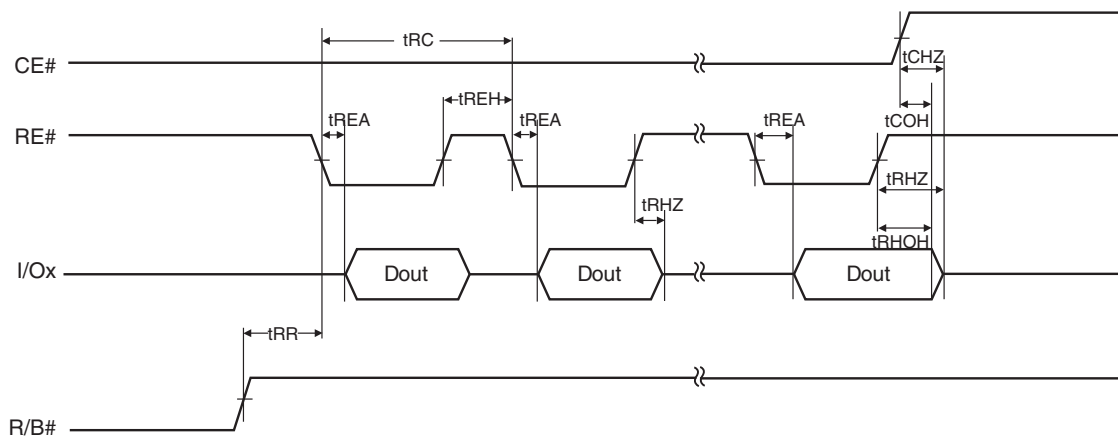 tRC
tCHZ
CE#
tREH
tREA
tREA
tREA
tCOH
RE#
tRHZ
tRHZ
tRHOH
I/Ox
Dout
Dout
Dout
tRR
R/B#